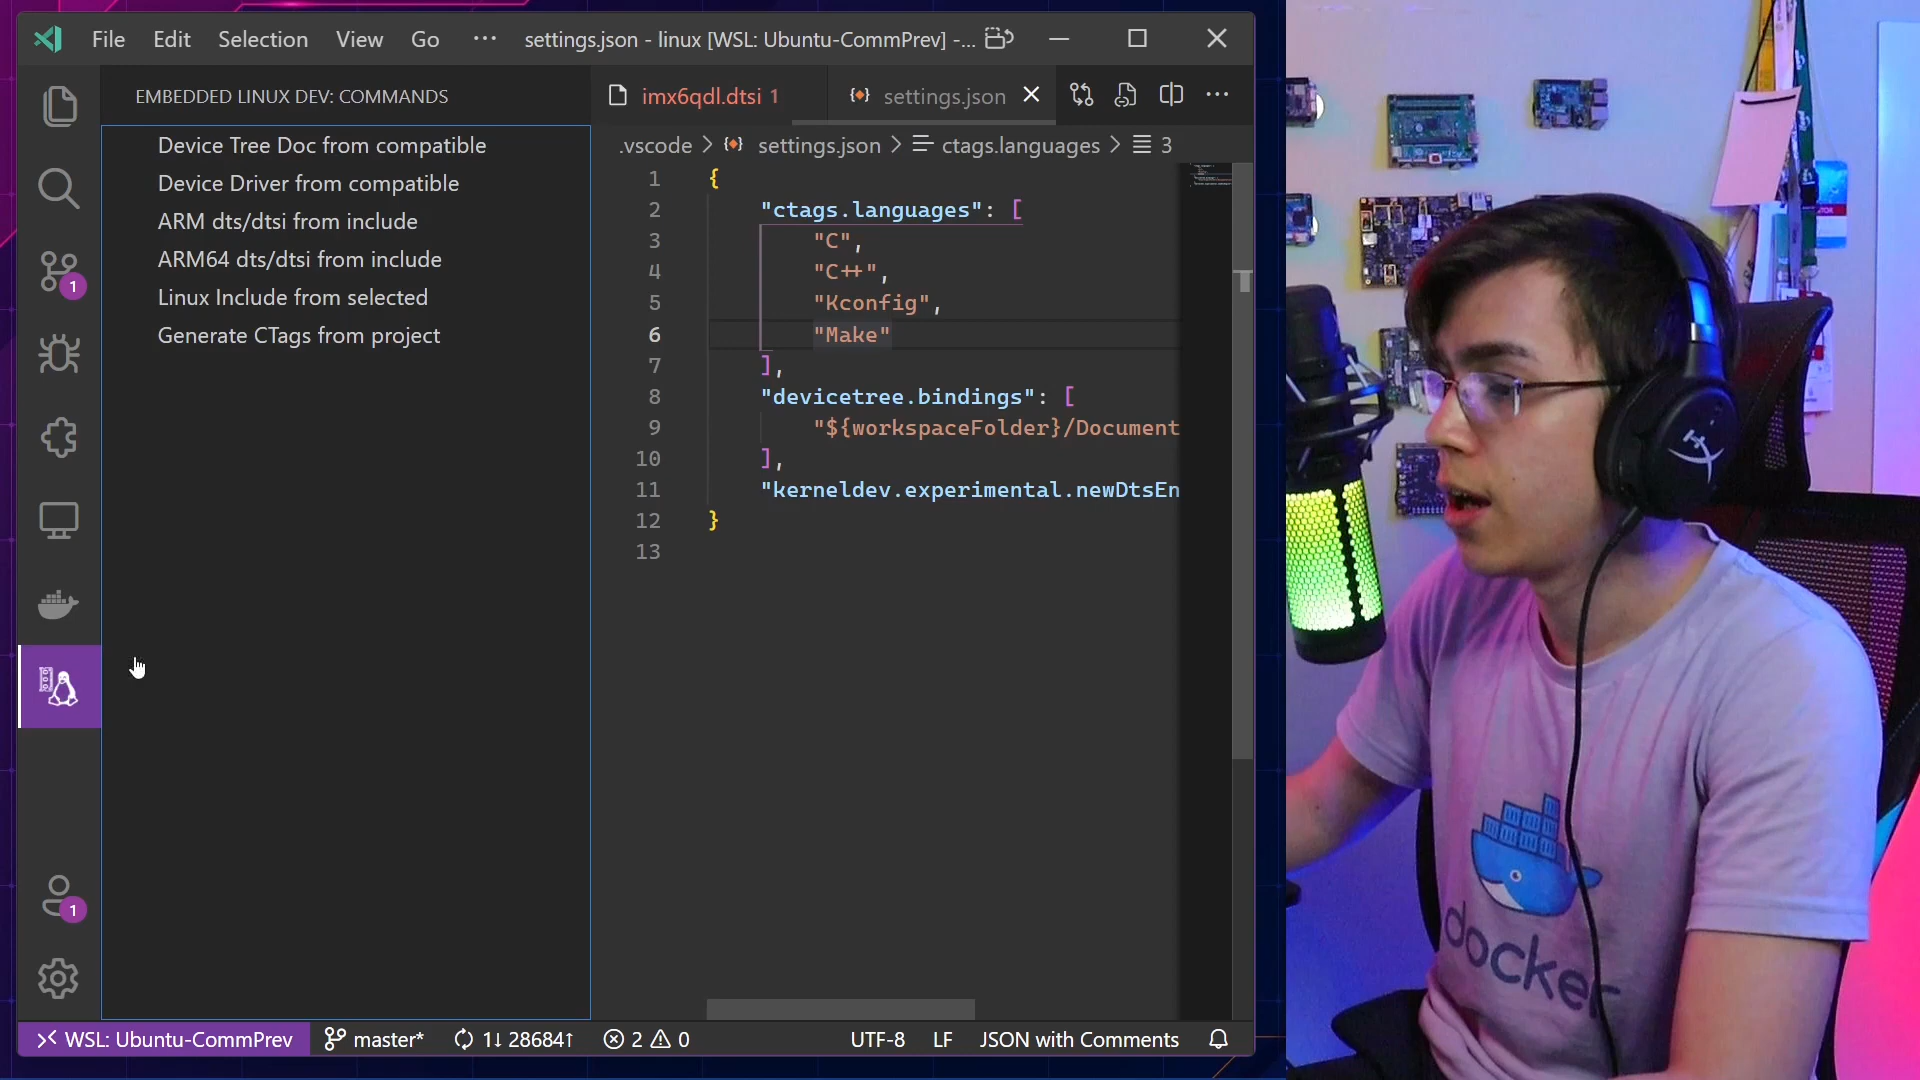 File Edit Selection View Go ··· settings.json - linux [WSL: Ubuntu-CommPrev] -...
EMBEDDED LINUX DEV: COMMANDS
Device Tree Doc from compatible
Device Driver from compatible
ARM dts/dtsi from include
ARM64 dts/dtsi from include
Linux Include from selected
Generate CTags from project
1
1
imx6qdl.dtsi 1
settings.json
.vscode > settings.json > ctags.languages > 3
1 {
2 "ctags.languages": [
3 "C",
4 "C++",
5 "Kconfig",
6 "Make"
7 ],
8 "devicetree.bindings": [
9 "${workspaceFolder}/Document
10 ],
11 "kerneldev.experimental.newDtsEn
12 }
13
WSL: Ubuntu-CommPrev master* 1↓ 28684↑ 2 0 UTF-8 LF JSON with Comments
docker